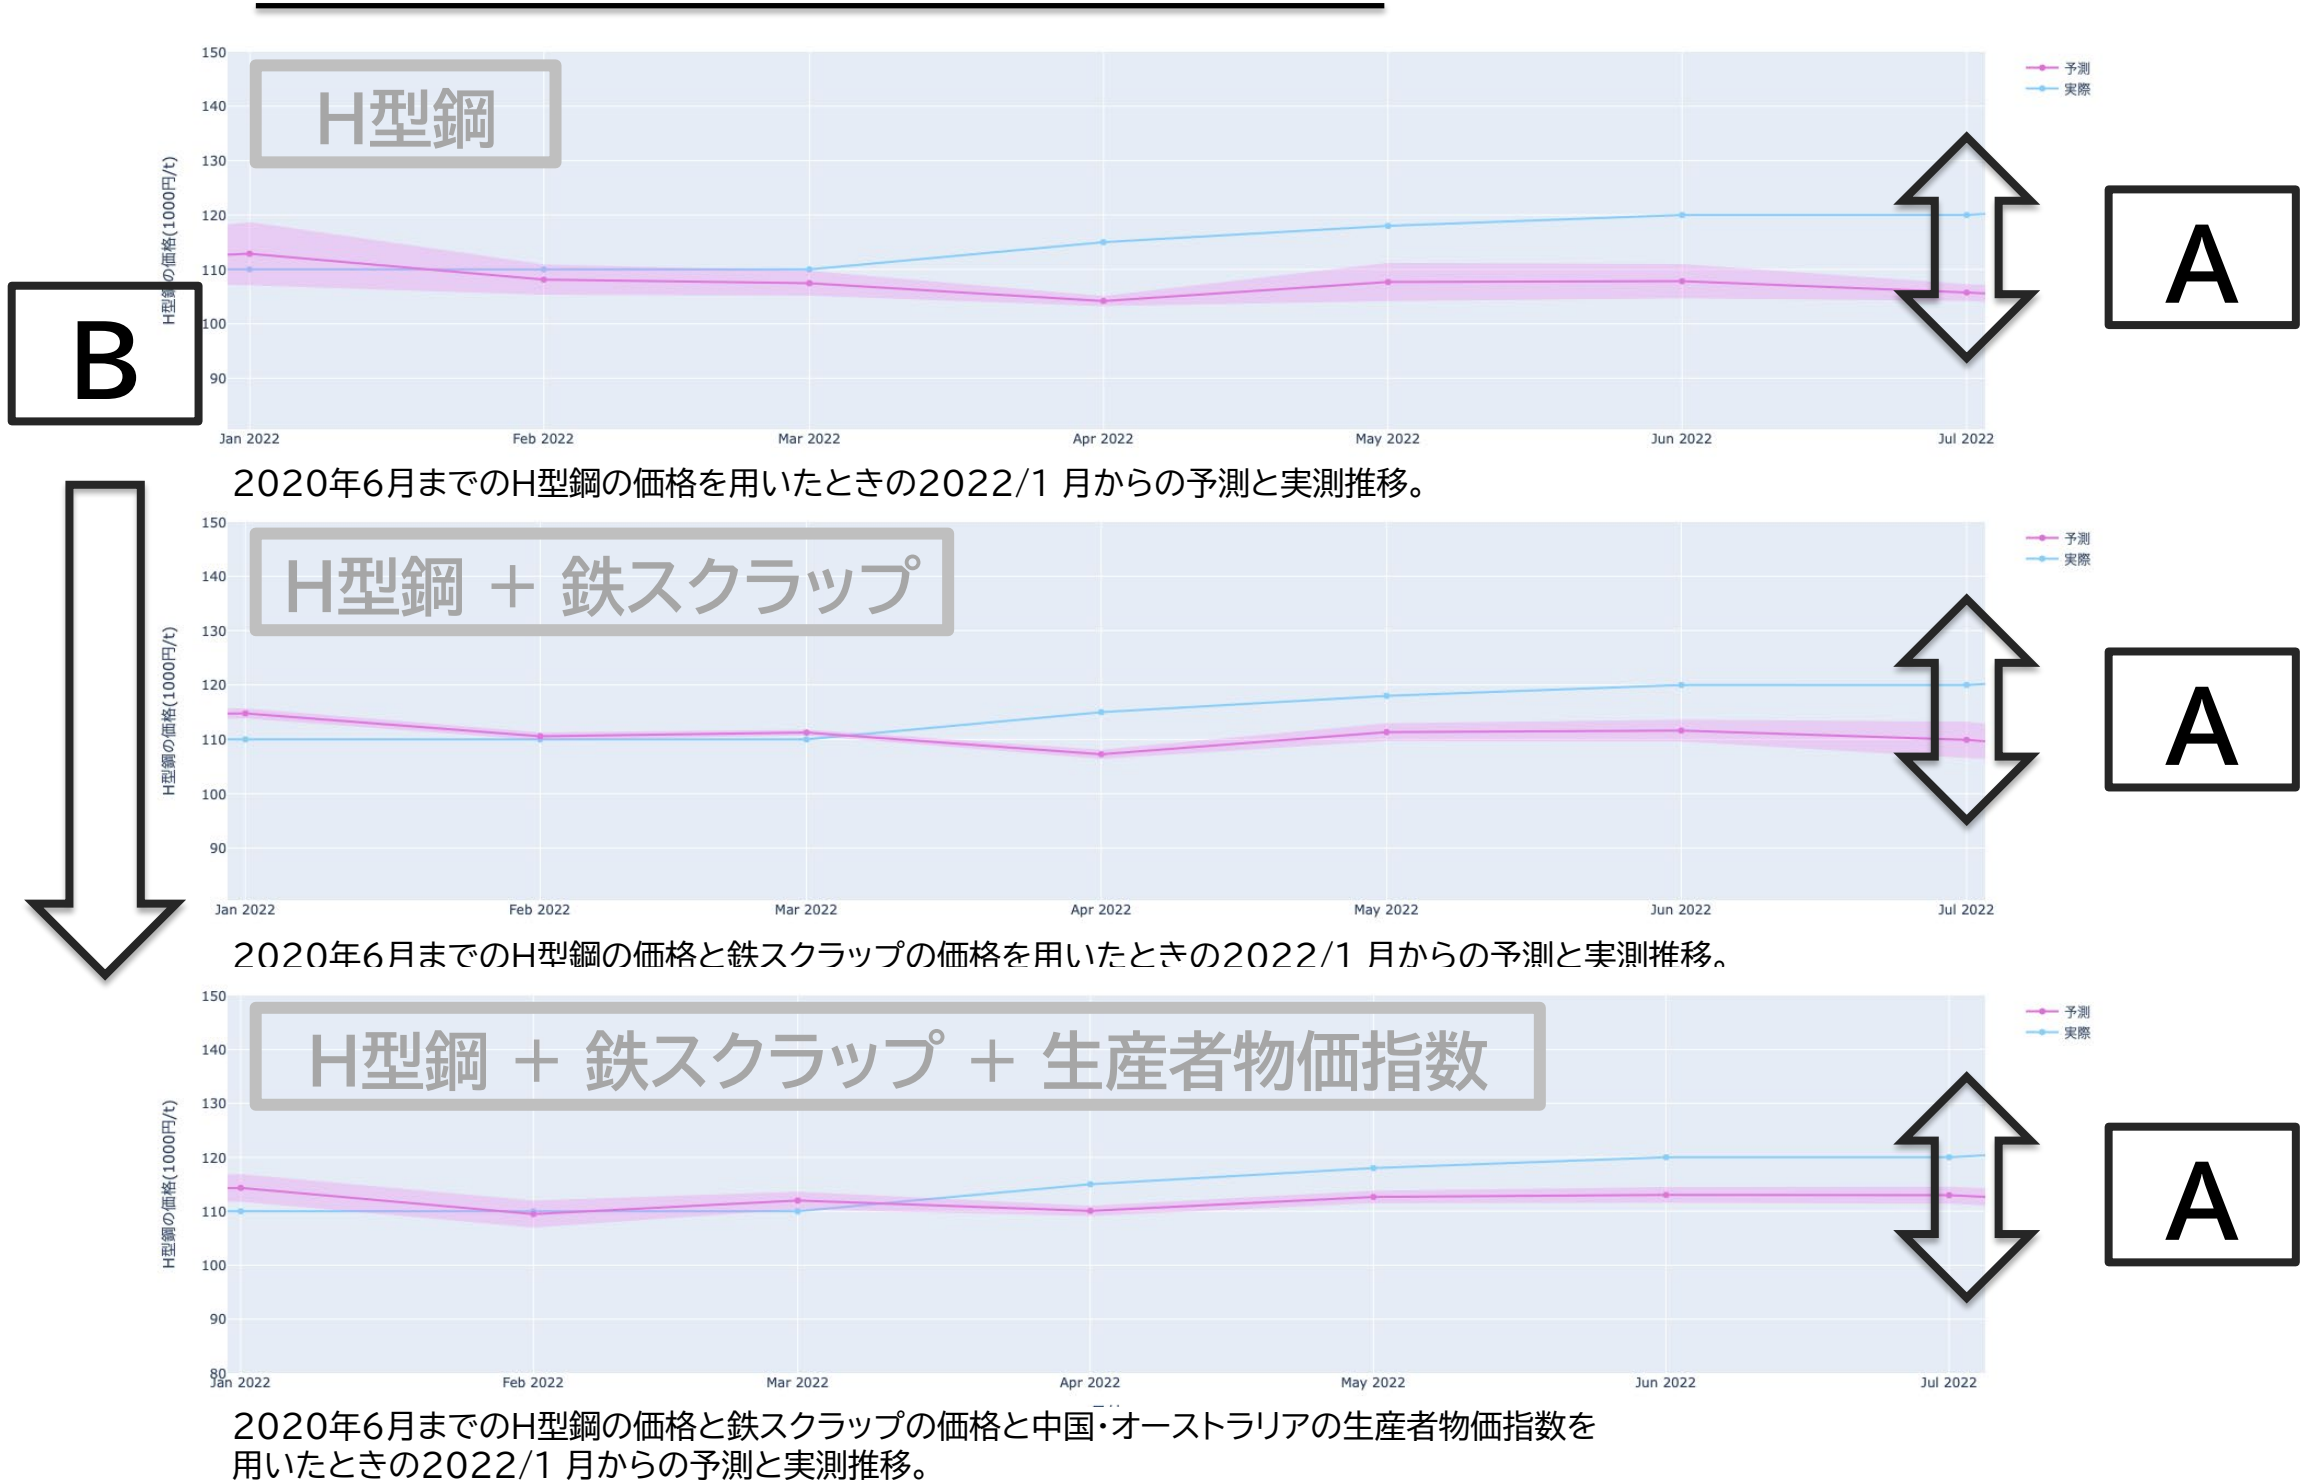 150
140
130
120
110
100
90
H型鋼の価格(1000円/t)
H型鋼
予測
実際
A
B
Jan 2022 Feb 2022 Mar 2022 Apr 2022 May 2022 Jun 2022 Jul 2022
2020年6月までのH型鋼の価格を用いたときの2022/1 月からの予測と実測推移。
150
140
130
120
110
100
90
H型鋼の価格(1000円/t)
H型鋼 + 鉄スクラップ
予測
実際
A
Jan 2022 Feb 2022 Mar 2022 Apr 2022 May 2022 Jun 2022 Jul 2022
2020年6月までのH型鋼の価格と鉄スクラップの価格を用いたときの2022/1 月からの予測と実測推移。
150
140
130
120
110
100
90
80
H型鋼の価格(1000円/t)
H型鋼 + 鉄スクラップ + 生産者物価指数
予測
実際
A
Jan 2022 Feb 2022 Mar 2022 Apr 2022 May 2022 Jun 2022 Jul 2022
2020年6月までのH型鋼の価格と鉄スクラップの価格と中国・オーストラリアの生産者物価指数を
用いたときの2022/1 月からの予測と実測推移。